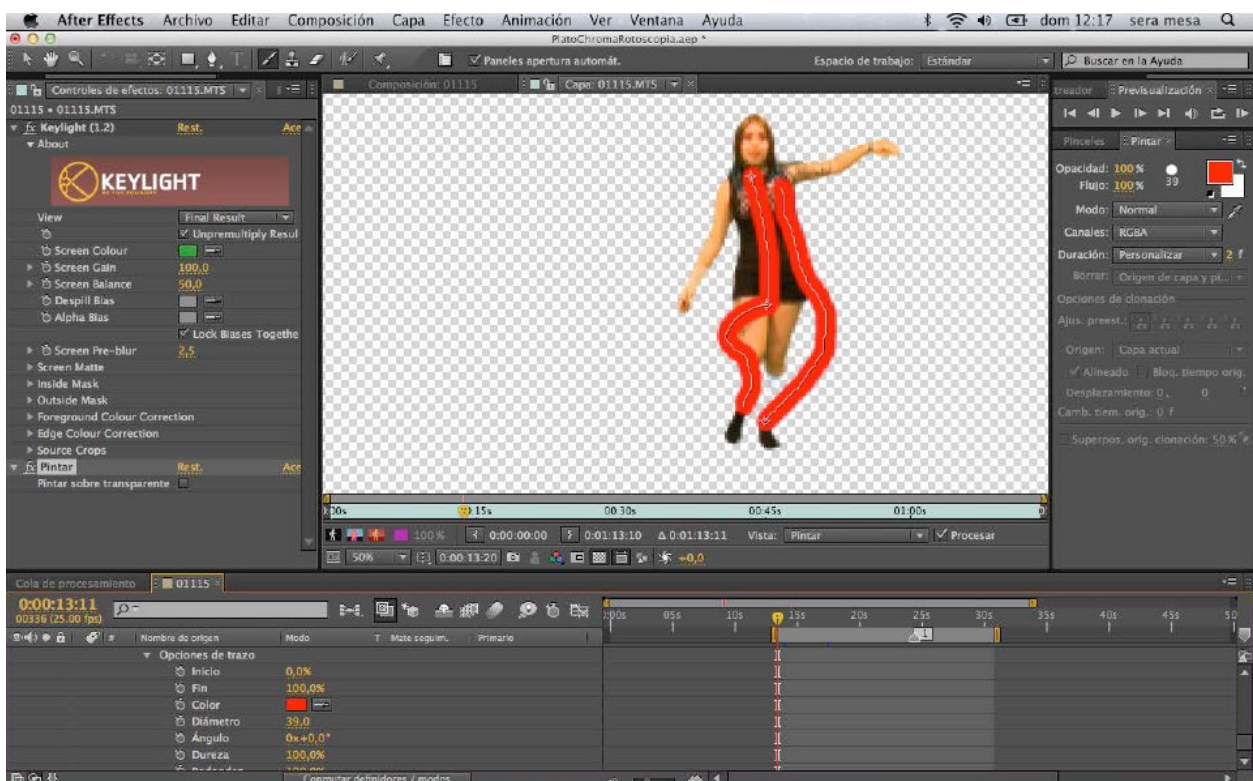 After Effects Archivo Editar Composición Capa Efecto Animación Ver Ventana Ayuda dom 12:17 sera mesa
PlatoChromaRotoscopia.aep *
Paneles apertura automát. Espacio de trabajo: Estándar Buscar en la Ayuda
Controles de efectos: 01115.MTS
Composición: 01115 Capa: 01115.MTS
treador Previsualización
01115 • 01115.MTS
fx Keylight (1.2) Rest. Ace
About
KEYLIGHT
View Final Result
Unpremultiply Resul
Screen Colour
Screen Gain 100,0
Screen Balance 50,0
Despill Bias
Alpha Bias
Lock Biases Togethe
Screen Pre-blur 2,5
Screen Matte
Inside Mask
Outside Mask
Foreground Colour Correction
Edge Colour Correction
Source Crops
fx Pintar Rest. Ace
Pintar sobre transparente
Pinceles Pintar
Opacidad: 100 %
Flujo: 100 % 39
Modo: Normal
Canales: RGBA
Duración: Personalizar 2 f
Borrar: Origen de capa y pi...
Opciones de clonación
Ajus. preest.:
Origen: Capa actual
Alineado Bloq. tiempo orig.
Desplazamiento: 0, 0
Camb. tiem. orig.: 0 f
Superpos. orig. clonación: 50 %
00s 15s 00:30s 00:45s 01:00s
100 % 0:00:00:00 0:01:13:10 Δ 0:01:13:11 Vista: Pintar Procesar
50% 0:00:13:20 +0,0
Cola de procesamiento 01115
0:00:13:11
00336 (25.00 fps)
:00s 05s 10s 15s 20s 25s 30s 35s 40s 45s 50
# Nombre de origen Modo T Mate seguim. Primario
1
Opciones de trazo
Inicio 0,0%
Fin 100,0%
Color
Diámetro 39,0
Ángulo 0x+0,0°
Dureza 100,0%
Conmutar definidores / modos